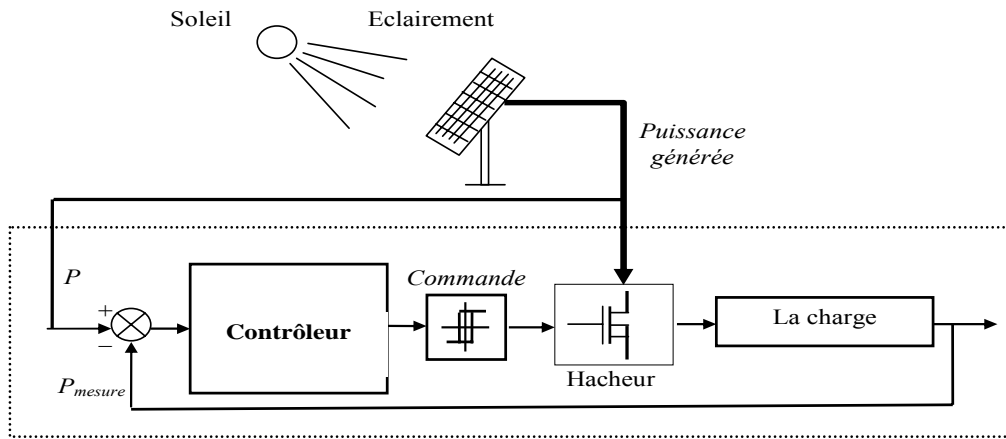 Soleil
Eclairement
Puissance
générée
P
Commande
+
−
Contrôleur
La charge
Hacheur
Pmesure